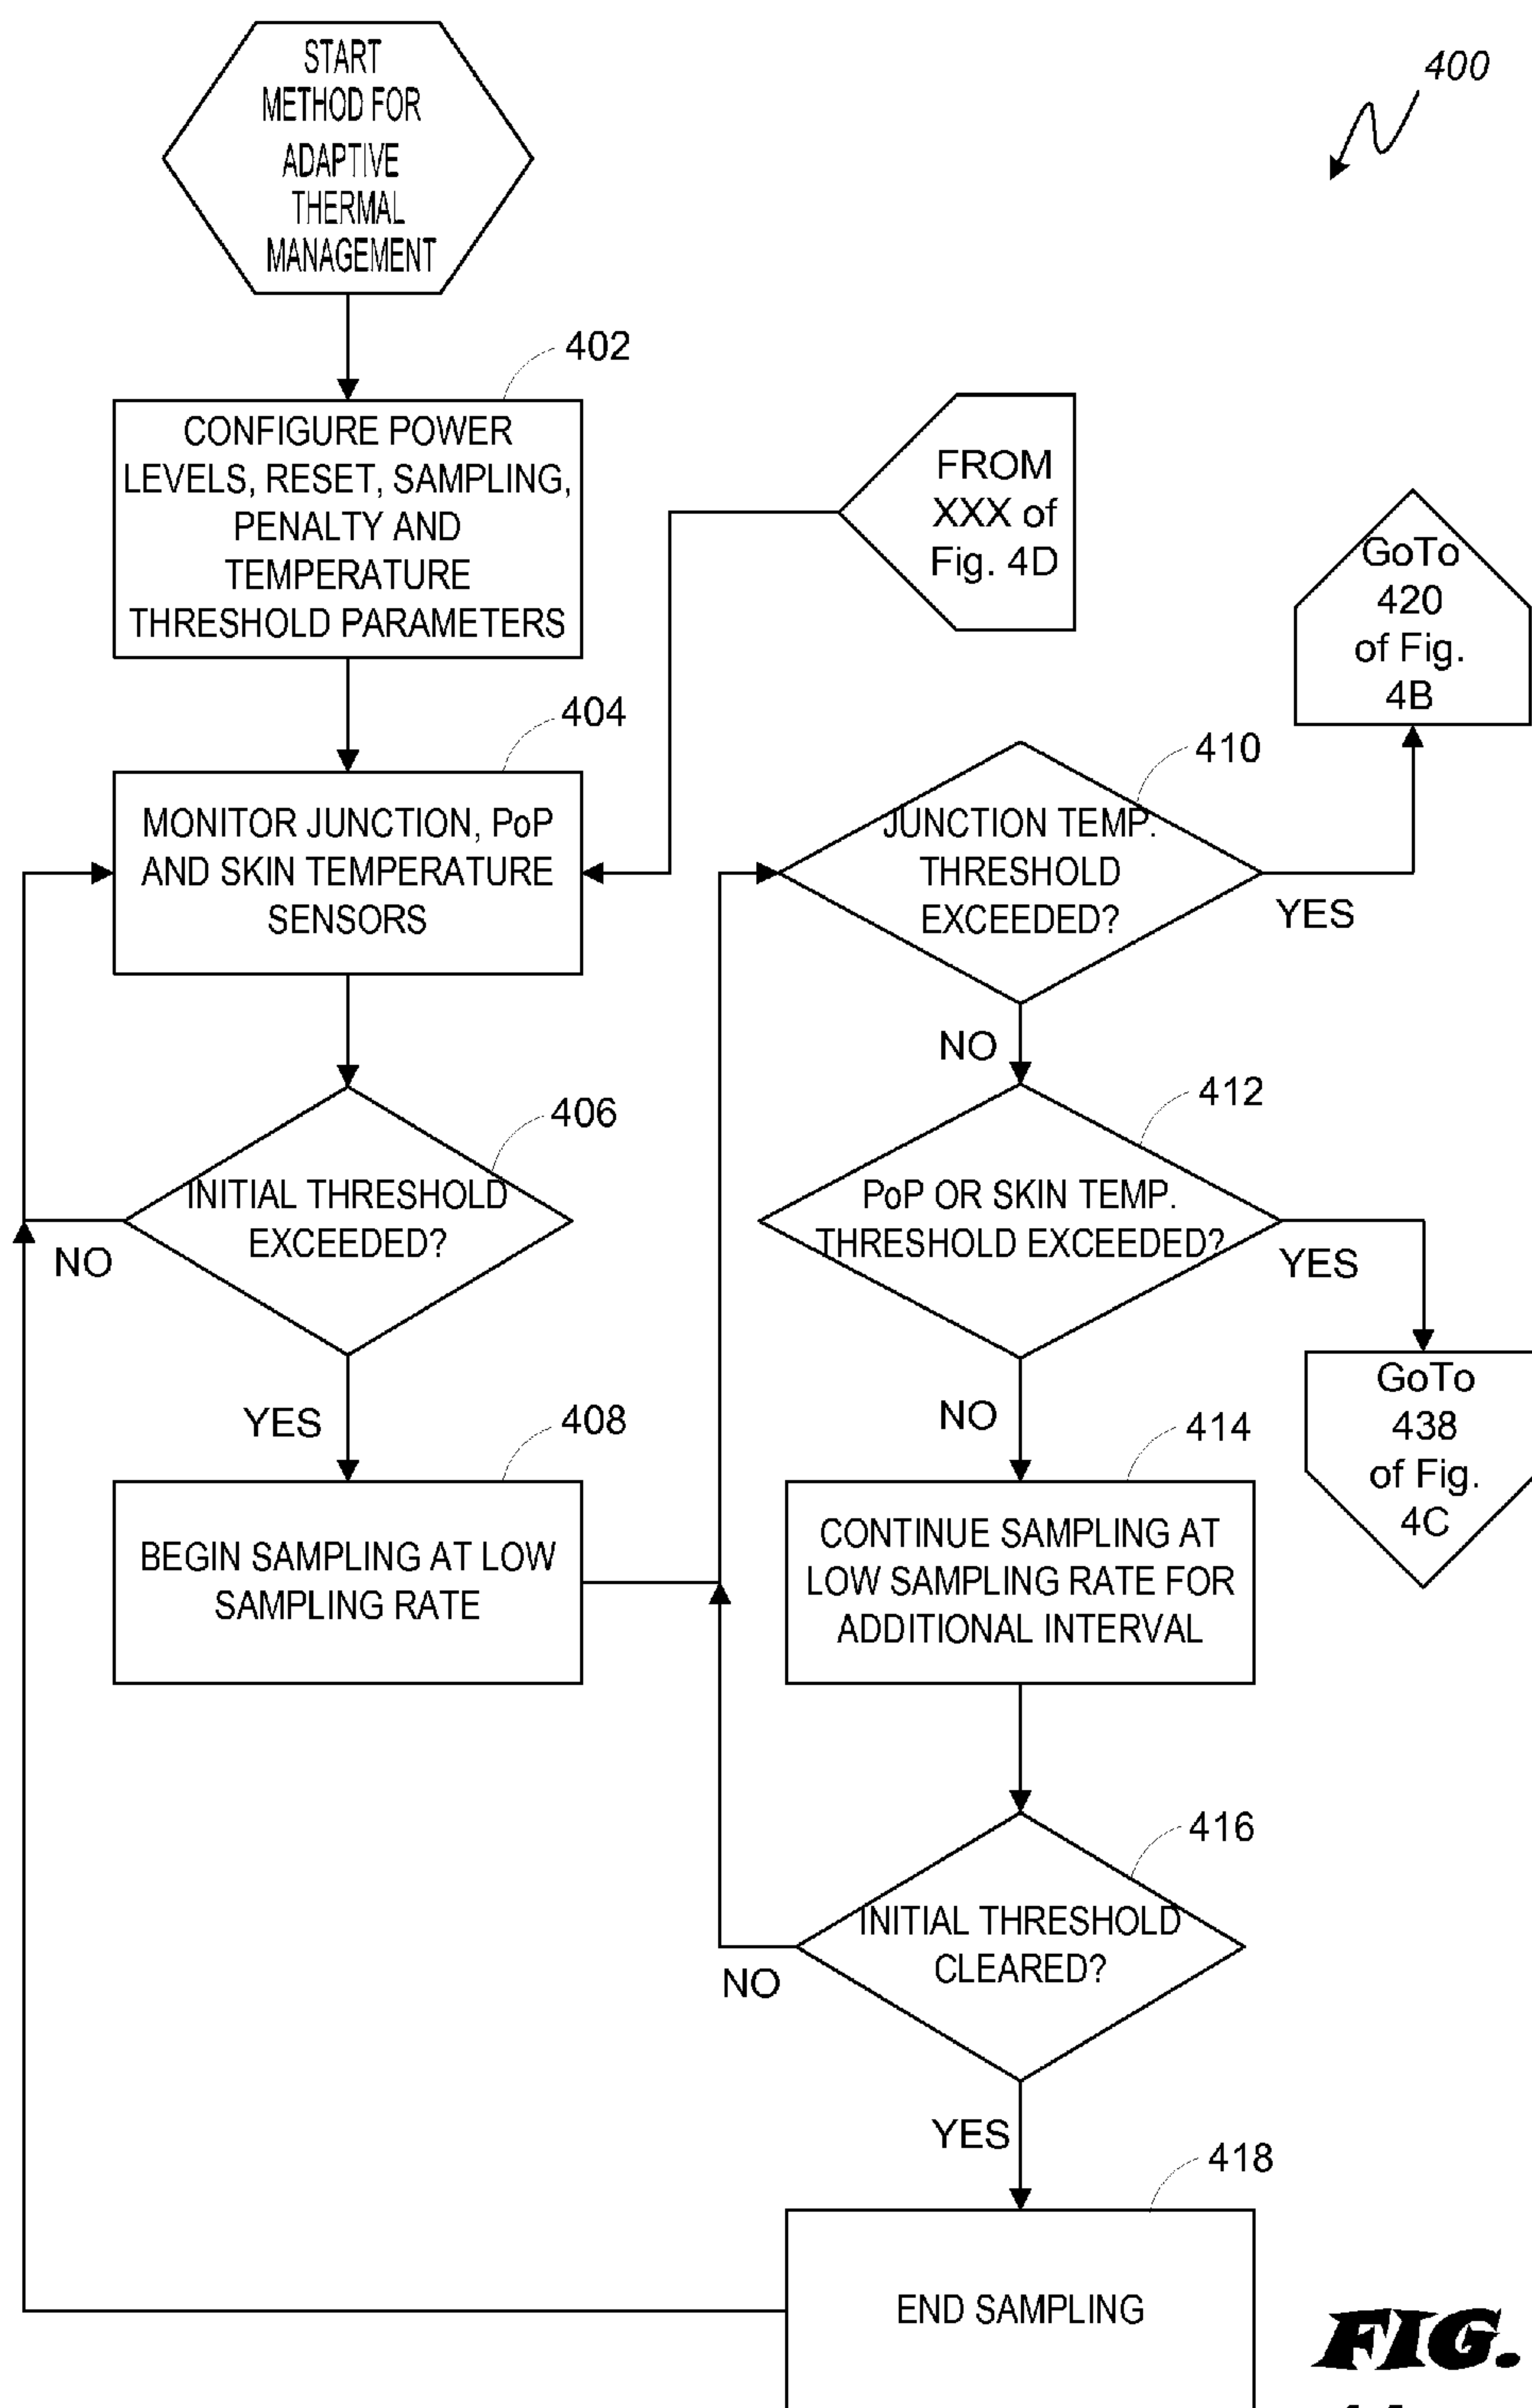 START
METHOD FOR
ADAPTIVE
THERMAL
MANAGEMENT
400
402
CONFIGURE POWER
LEVELS, RESET, SAMPLING,
PENALTY AND
TEMPERATURE
THRESHOLD PARAMETERS
FROM
XXX of
Fig. 4D
GoTo
420
of Fig.
4B
404
MONITOR JUNCTION, PoP
AND SKIN TEMPERATURE
SENSORS
410
JUNCTION TEMP.
THRESHOLD
EXCEEDED?
YES
NO
406
INITIAL THRESHOLD
EXCEEDED?
NO
YES
412
PoP OR SKIN TEMP.
THRESHOLD EXCEEDED?
YES
NO
GoTo
438
of Fig.
4C
408
BEGIN SAMPLING AT LOW
SAMPLING RATE
414
CONTINUE SAMPLING AT
LOW SAMPLING RATE FOR
ADDITIONAL INTERVAL
416
INITIAL THRESHOLD
CLEARED?
NO
YES
418
END SAMPLING
FIG.